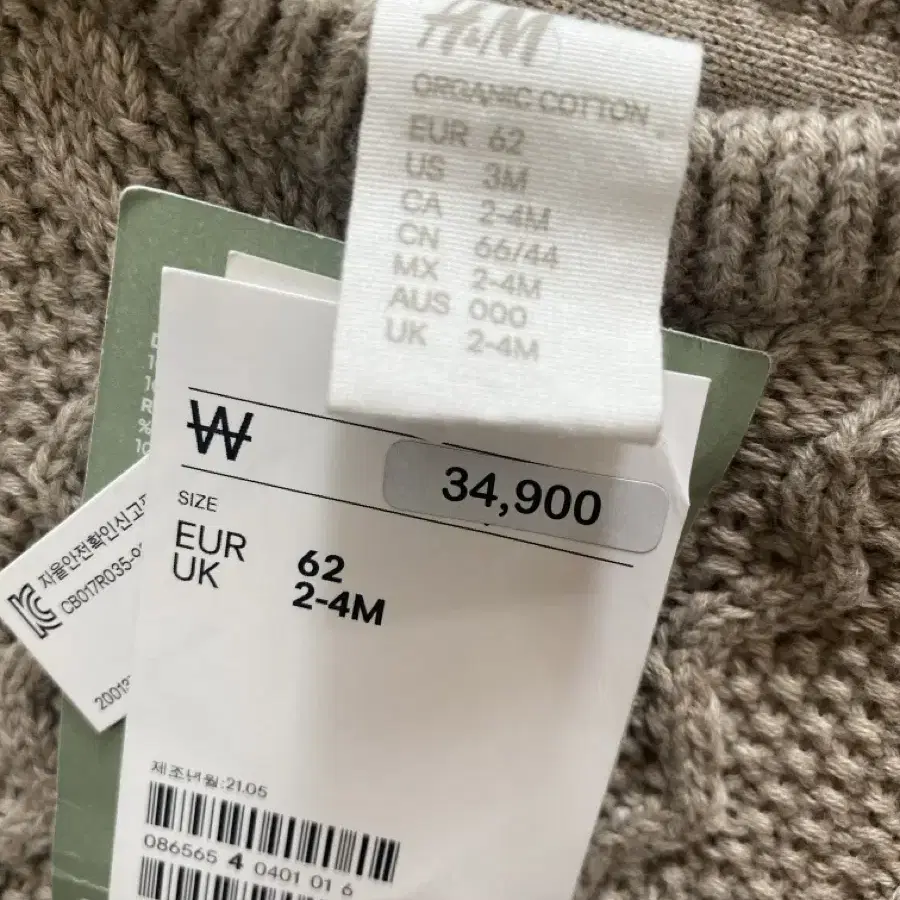 H&M
ORGANIC COTTON
EUR 62
US 3M
CA 2-4M
CN 66/44
MX 2-4M
AUS 000
UK 2-4M
₩ 34,900
SIZE
EUR 62
UK 2-4M
자율안전확인신고
CB017R035-
20013
제조년월:21.05
086565 4 0401 01 6